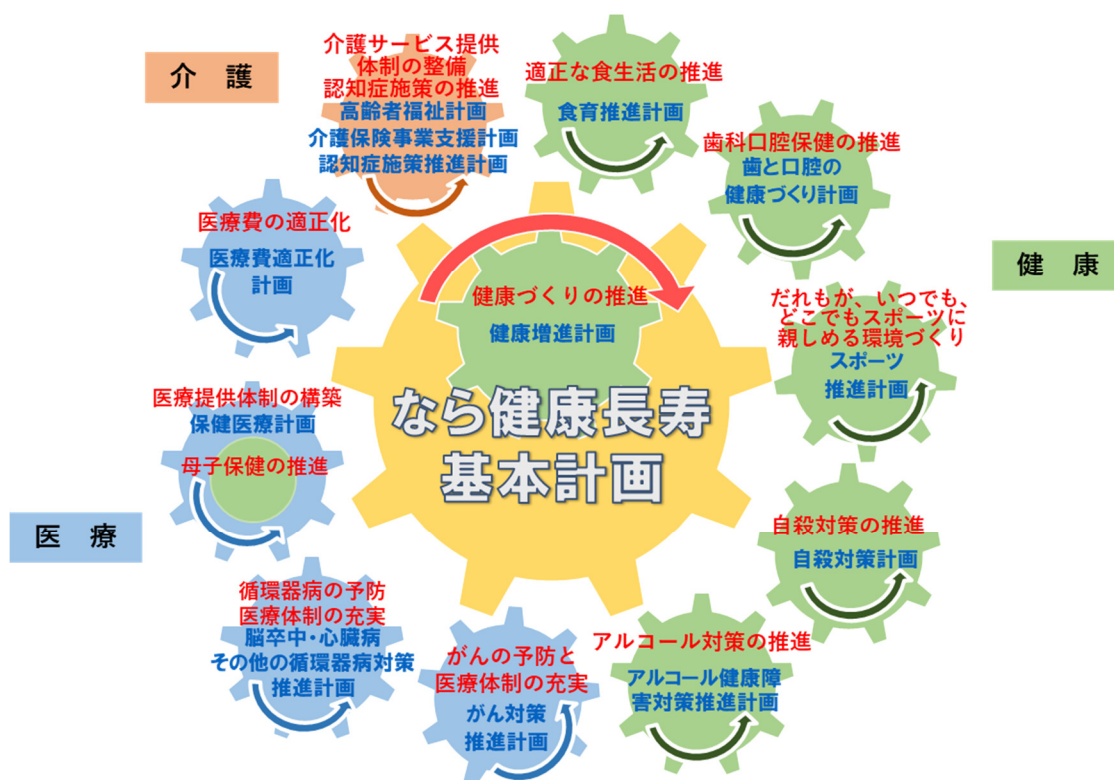 介護
介護サービス提供
体制の整備
認知症施策の推進
高齢者福祉計画
介護保険事業支援計画
認知症施策推進計画
適正な食生活の推進
食育推進計画
歯科口腔保健の推進
歯と口腔の
健康づくり計画
健康
だれもが、いつでも、
どこでもスポーツに
親しめる環境づくり
スポーツ
推進計画
自殺対策の推進
自殺対策計画
アルコール対策の推進
アルコール健康障
害対策推進計画
がんの予防と
医療体制の充実
がん対策
推進計画
循環器病の予防
医療体制の充実
脳卒中・心臓病
その他の循環器病対策
推進計画
医療
医療提供体制の構築
保健医療計画
母子保健の推進
医療費の適正化
医療費適正化
計画
健康づくりの推進
健康増進計画
なら健康長寿
基本計画